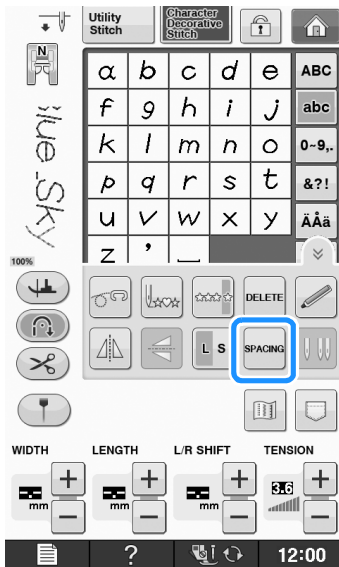 Utility Stitch
Character Decorative Stitch
N
Blue_Sky
a b c d e ABC
f g h i j abc
k l m n o 0~9,.
p q r s t &?!
u v w x y ÄÅä
z ’ _
100%
DELETE
L S SPACING
WIDTH LENGTH L/R SHIFT TENSION
mm mm mm 3.6
? 12:00